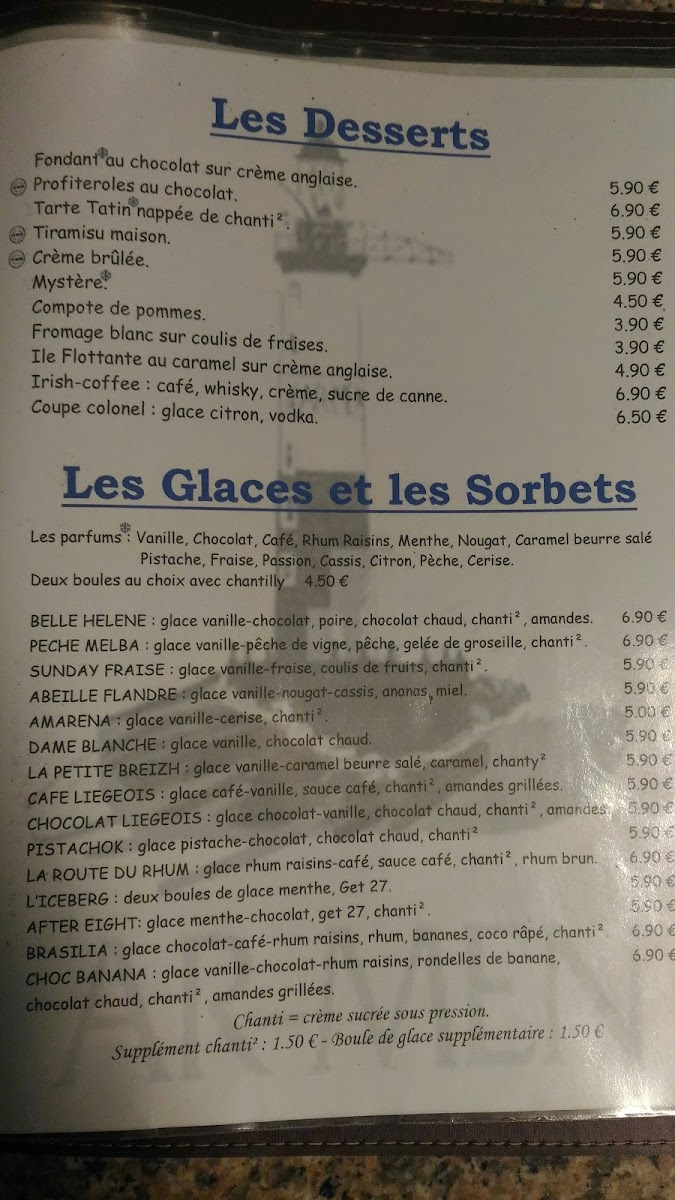 Les Desserts
Fondant au chocolat sur crème anglaise. 5.90 €
Profiteroles au chocolat. 6.90 €
Tarte Tatin nappée de chanti². 5.90 €
Tiramisu maison. 5.90 €
Crème brûlée. 5.90 €
Mystère. 4.50 €
Compote de pommes. 3.90 €
Fromage blanc sur coulis de fraises. 3.90 €
Ile Flottante au caramel sur crème anglaise. 4.90 €
Irish-coffee : café, whisky, crème, sucre de canne. 6.90 €
Coupe colonel : glace citron, vodka. 6.50 €
Les Glaces et les Sorbets
Les parfums : Vanille, Chocolat, Café, Rhum Raisins, Menthe, Nougat, Caramel beurre salé
Pistache, Fraise, Passion, Cassis, Citron, Pèche, Cerise.
Deux boules au choix avec chantilly 4.50 €
BELLE HELENE : glace vanille-chocolat, poire, chocolat chaud, chanti², amandes. 6.90 €
PECHE MELBA : glace vanille-pêche de vigne, pêche, gelée de groseille, chanti². 6.90 €
SUNDAY FRAISE : glace vanille-fraise, coulis de fruits, chanti². 5.90 €
ABEILLE FLANDRE : glace vanille-nougat-cassis, ananas, miel. 5.90 €
AMARENA : glace vanille-cerise, chanti². 5.00 €
DAME BLANCHE : glace vanille, chocolat chaud. 5.90 €
LA PETITE BREIZH : glace vanille-caramel beurre salé, caramel, chanty² 5.90 €
CAFE LIEGEOIS : glace café-vanille, sauce café, chanti², amandes grillées. 5.90 €
CHOCOLAT LIEGEOIS : glace chocolat-vanille, chocolat chaud, chanti², amandes 5.90 €
PISTACHOK : glace pistache-chocolat, chocolat chaud, chanti² 5.90 €
LA ROUTE DU RHUM : glace rhum raisins-café, sauce café, chanti², rhum brun. 6.90 €
L'ICEBERG : deux boules de glace menthe, Get 27. 5.90 €
AFTER EIGHT: glace menthe-chocolat, get 27, chanti². 5.90 €
BRASILIA : glace chocolat-café-rhum raisins, rhum, bananes, coco râpé, chanti². 6.90 €
CHOC BANANA : glace vanille-chocolat-rhum raisins, rondelles de banane, 6.90 €
chocolat chaud, chanti², amandes grillées.
Chanti = crème sucrée sous pression.
Supplément chanti² : 1.50 € - Boule de glace supplémentaire : 1.50 €